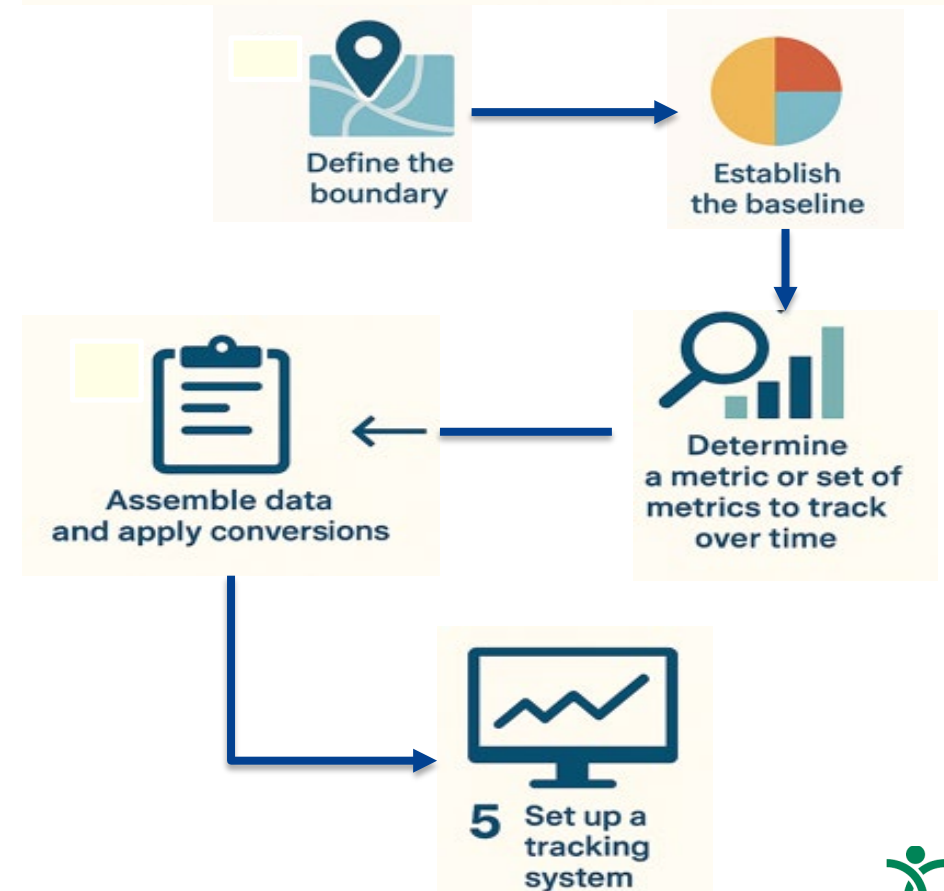 Define the
boundary
Establish
the baseline
Determine
a metric or set of
metrics to track
over time
Assemble data
and apply conversions
5 Set up a
tracking
system